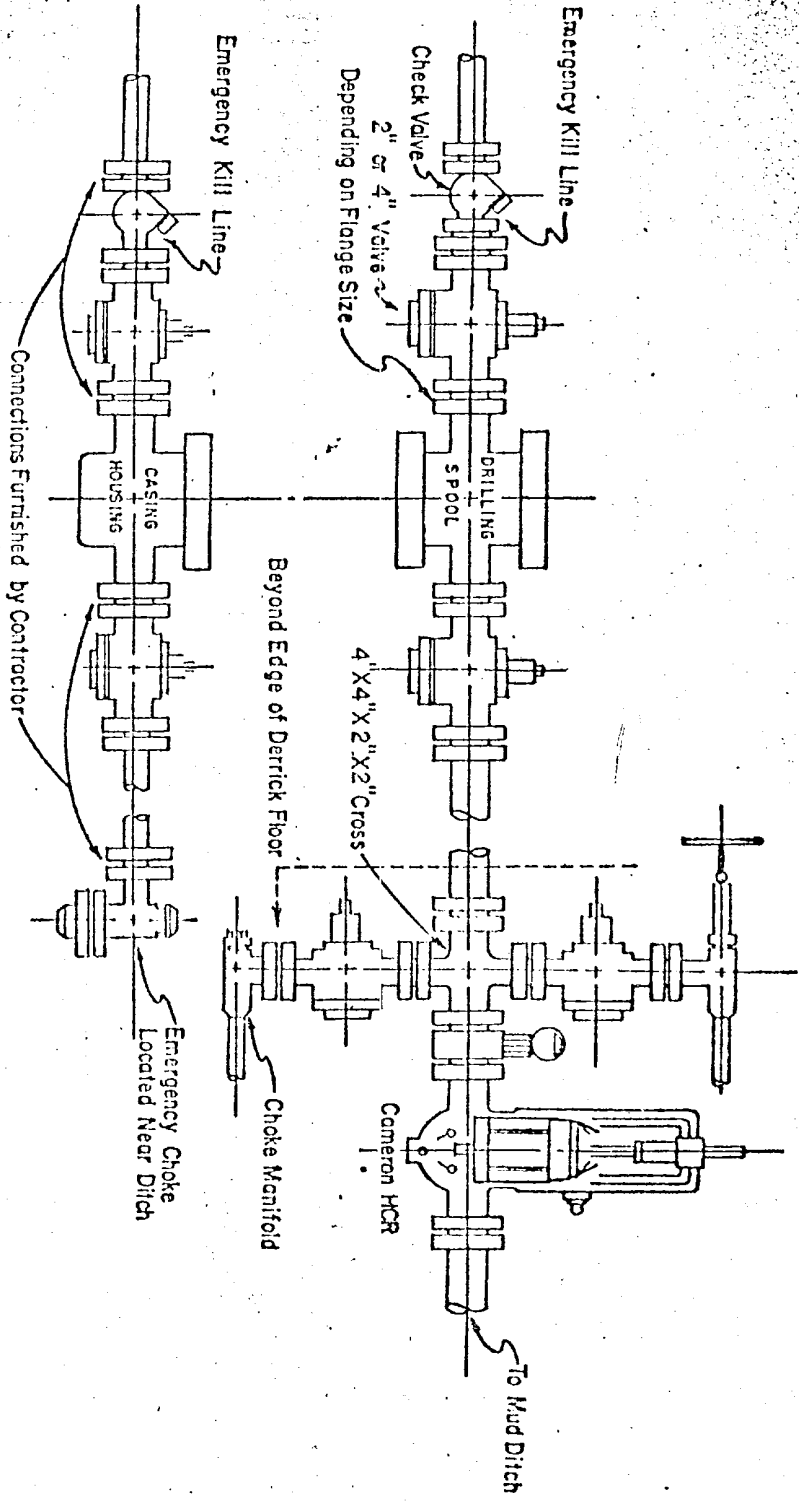 Emergency Kill Line
Check Valve
2" or 4" Valve
Depending on Flange Size
DRILLING
SPOOL
4"X4"X2"X2" Cross
Beyond Edge of Derrick Floor
Cameron HCR
Choke Manifold
To Mud Ditch
Emergency Kill Line
CASING
HOUSING
Connections Furnished by Contractor
Emergency Choke
Located Near Ditch